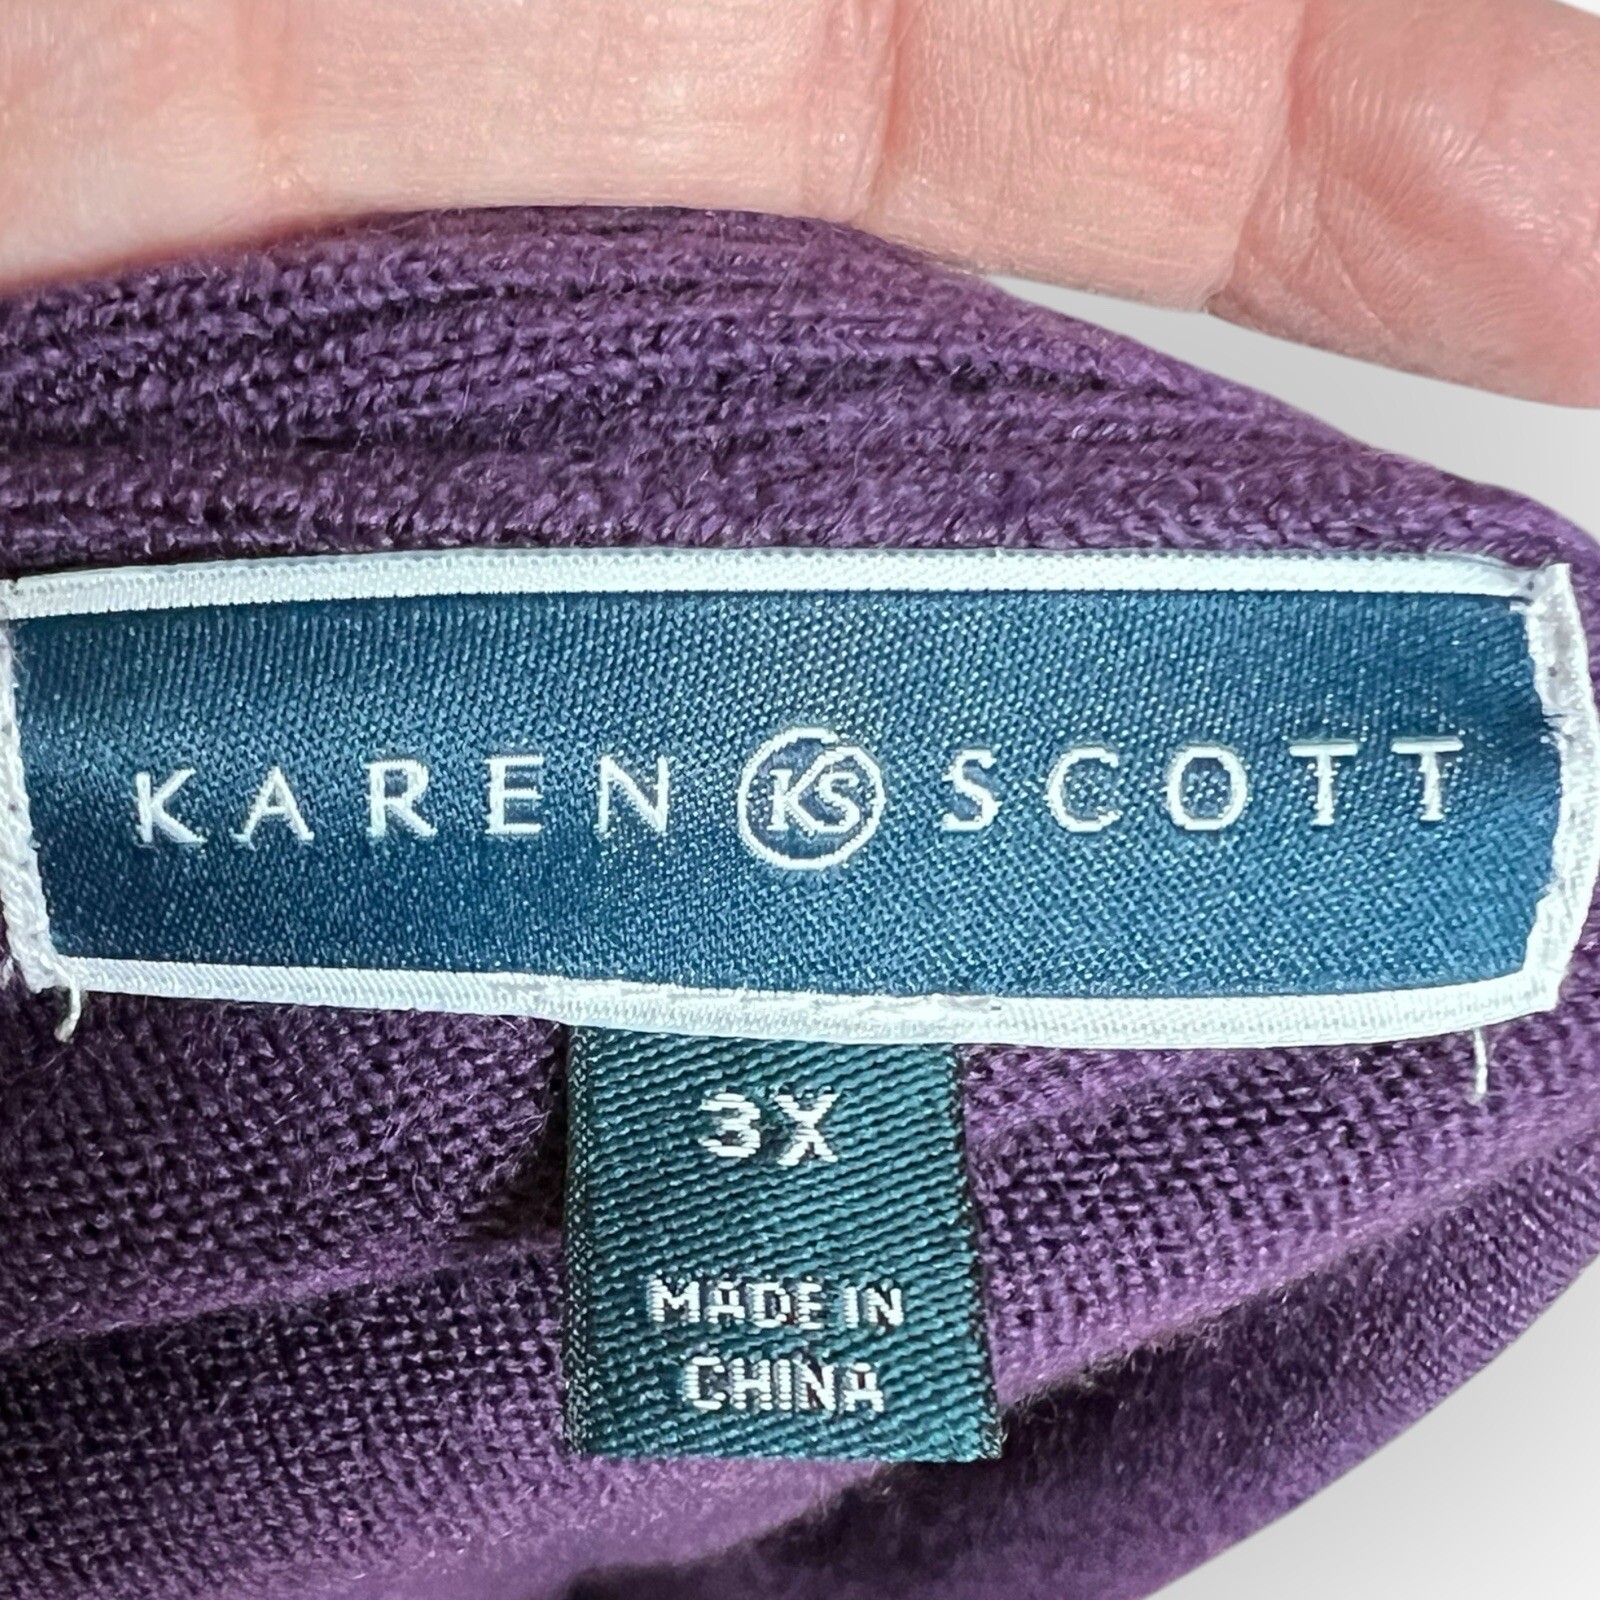 KAREN KS SCOTT
3X
MADE IN
CHINA